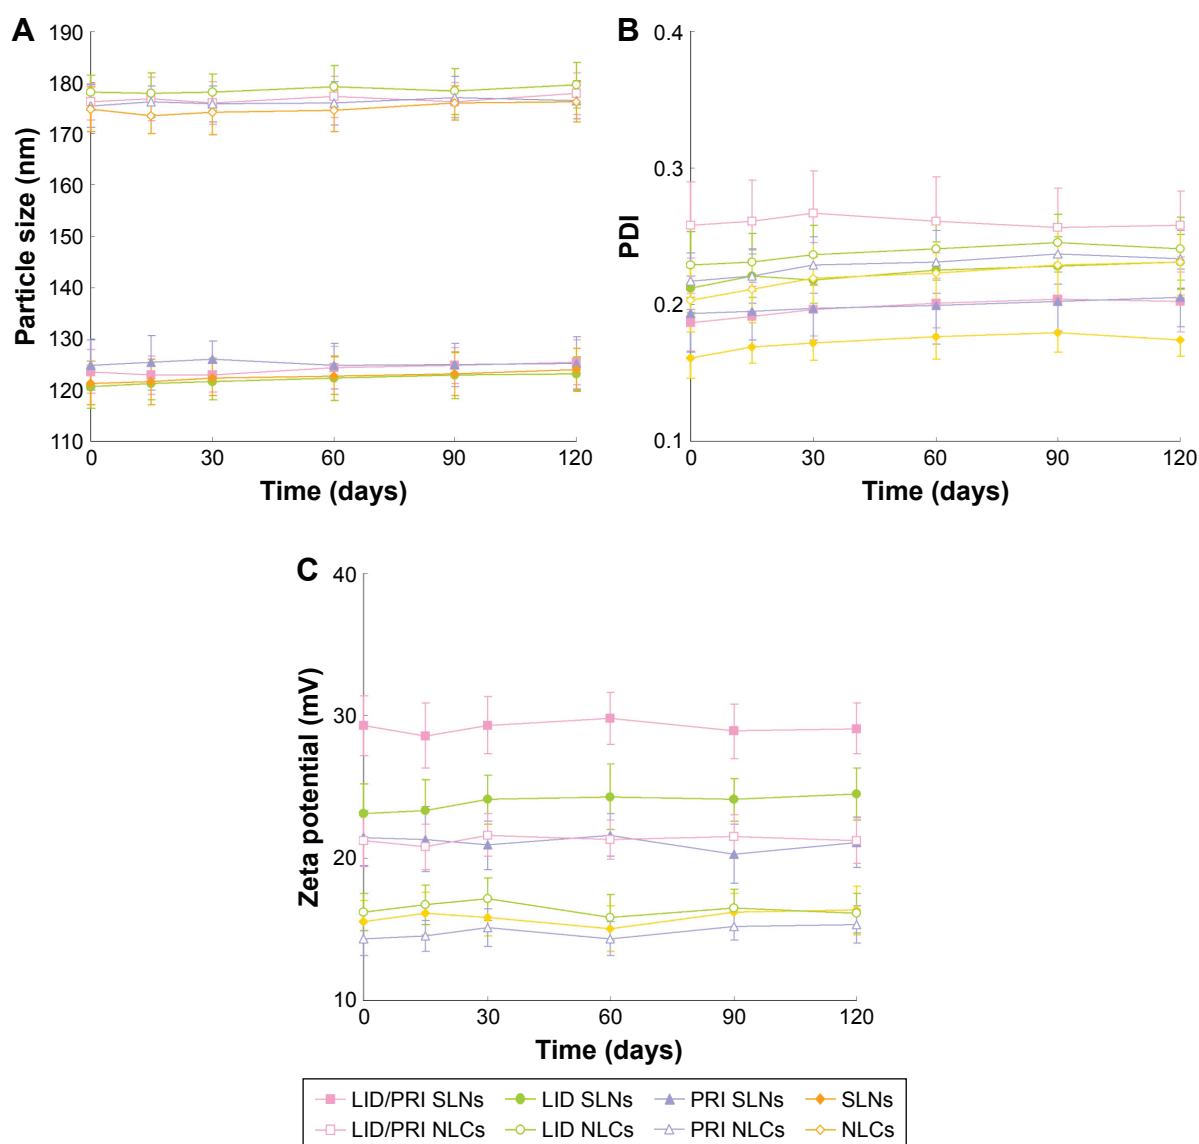 A
Particle size (nm)
190
180
170
160
150
140
130
120
110
0 30 60 90 120
Time (days)
B
PDI
0.4
0.3
0.2
0.1
0 30 60 90 120
Time (days)
C
Zeta potential (mV)
40
30
20
10
0 30 60 90 120
Time (days)
LID/PRI SLNs LID SLNs PRI SLNs SLNs
LID/PRI NLCs LID NLCs PRI NLCs NLCs